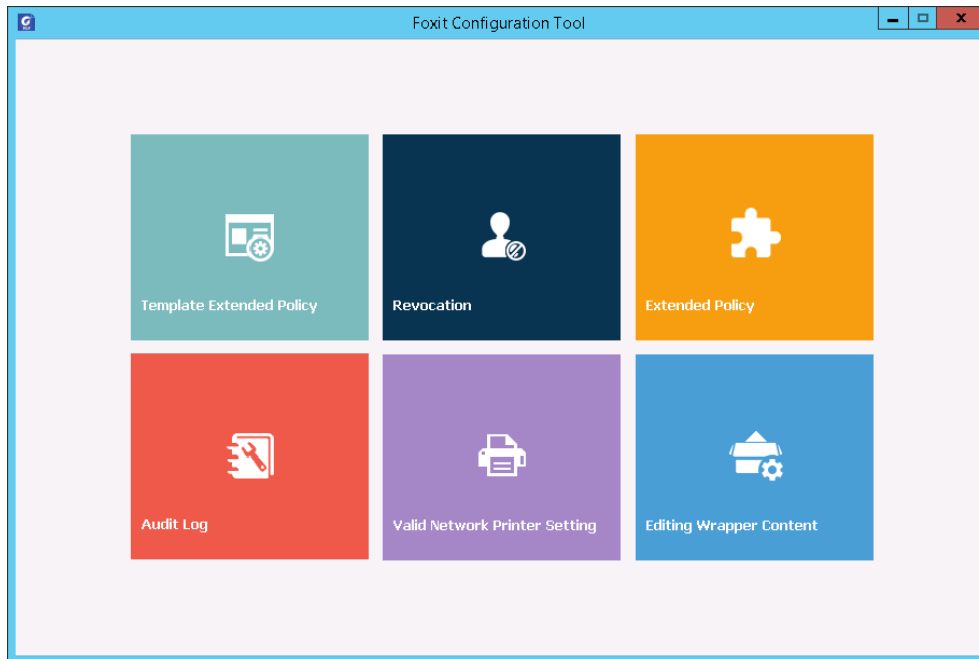 Foxit Configuration Tool
Template Extended Policy
Revocation
Extended Policy
Audit Log
Valid Network Printer Setting
Editing Wrapper Content